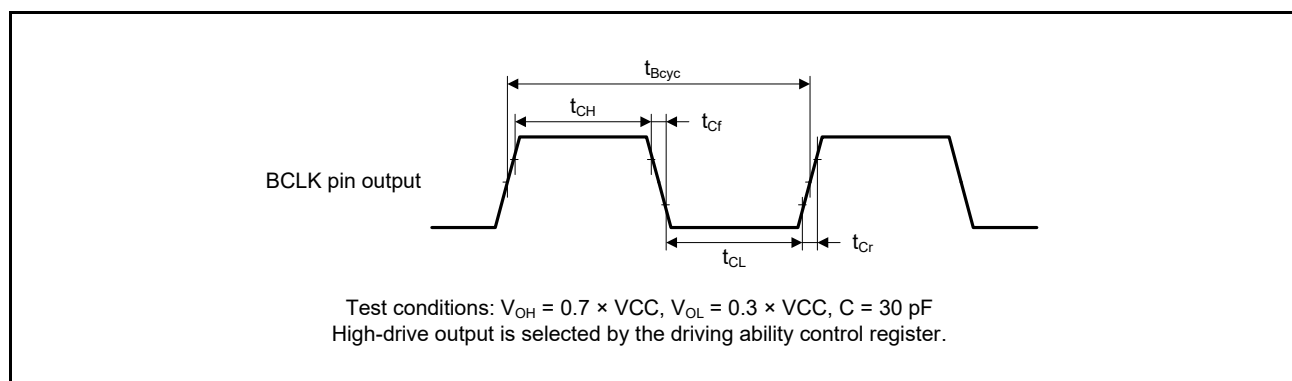 tBcyc
tCH
tCf
BCLK pin output
tCL
tCr
Test conditions: VOH = 0.7 × VCC, VOL = 0.3 × VCC, C = 30 pF
High-drive output is selected by the driving ability control register.